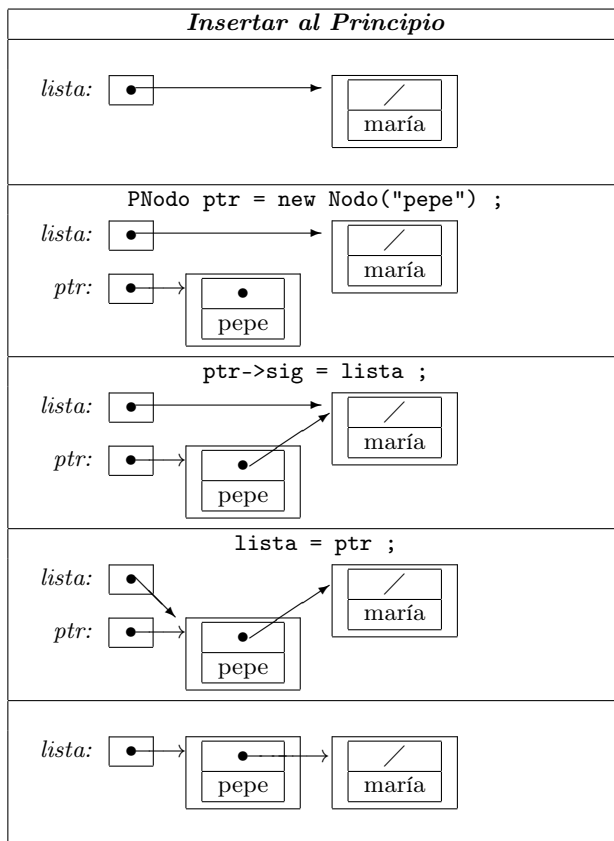 Insertar al Principio
lista:
maría
PNodo ptr = new Nodo("pepe") ;
lista:
maría
ptr:
pepe
ptr->sig = lista ;
lista:
maría
ptr:
pepe
lista = ptr ;
lista:
maría
ptr:
pepe
lista:
pepe maría